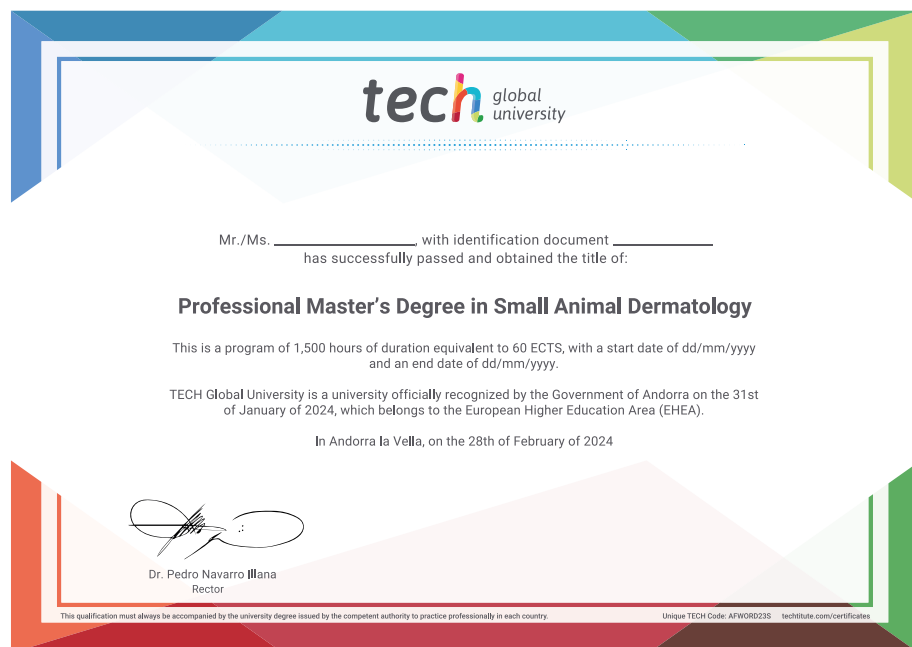 tech global
university
Mr./Ms. ____________________, with identification document ______________
has successfully passed and obtained the title of:
Professional Master’s Degree in Small Animal Dermatology
This is a program of 1,500 hours of duration equivalent to 60 ECTS, with a start date of dd/mm/yyyy
and an end date of dd/mm/yyyy.
TECH Global University is a university officially recognized by the Government of Andorra on the 31st
of January of 2024, which belongs to the European Higher Education Area (EHEA).
In Andorra la Vella, on the 28th of February of 2024
Dr. Pedro Navarro Illana
Rector
This qualification must always be accompanied by the university degree issued by the competent authority to practice professionally in each country.
Unique TECH Code: AFWORD23S techtitute.com/certificates